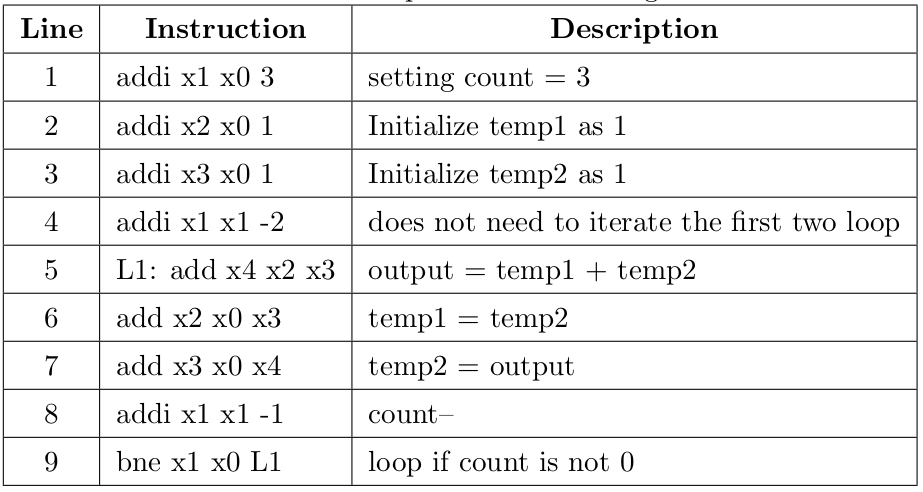 Line Instruction Description
1 addi x1 x0 3 setting count = 3
2 addi x2 x0 1 Initialize temp1 as 1
3 addi x3 x0 1 Initialize temp2 as 1
4 addi x1 x1 -2 does not need to iterate the first two loop
5 L1: add x4 x2 x3 output = temp1 + temp2
6 add x2 x0 x3 temp1 = temp2
7 add x3 x0 x4 temp2 = output
8 addi x1 x1 -1 count–
9 bne x1 x0 L1 loop if count is not 0